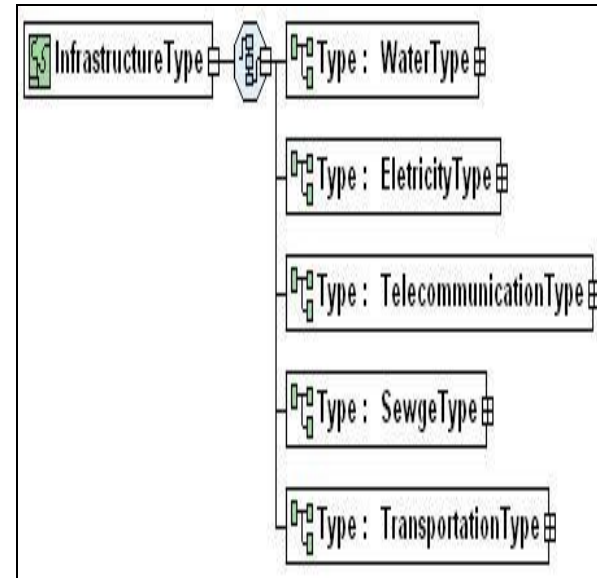 InfrastructureType
Type : WaterType
Type : EletricityType
Type : TelecommunicationType
Type : SewgeType
Type : TransportationType